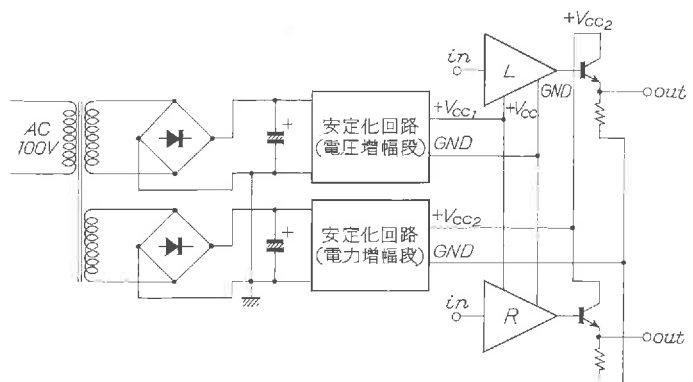 +VCC2
in
L
GND
out
+VCC
AC
100V
+
安定化回路
(電圧増幅段)
+VCC1
GND
+
安定化回路
(電力増幅段)
+VCC2
GND
in
R
out